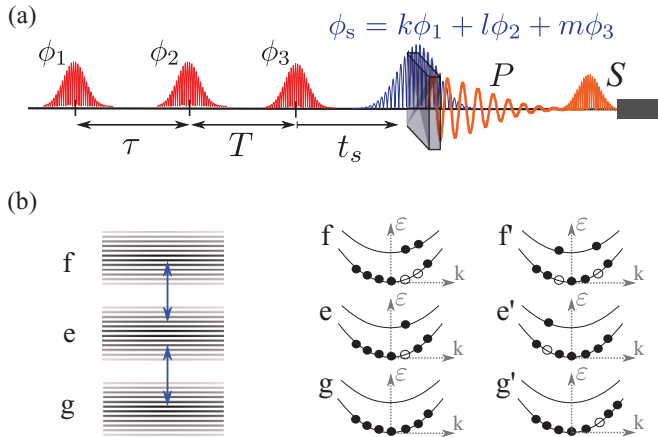 (a)
ϕ₁ ϕ₂ ϕ₃ ϕₛ = kϕ₁ + lϕ₂ + mϕ₃
P S
τ T tₛ
(b)
f f ε k f' ε k
e e ε k e' ε k
g g ε k g' ε k